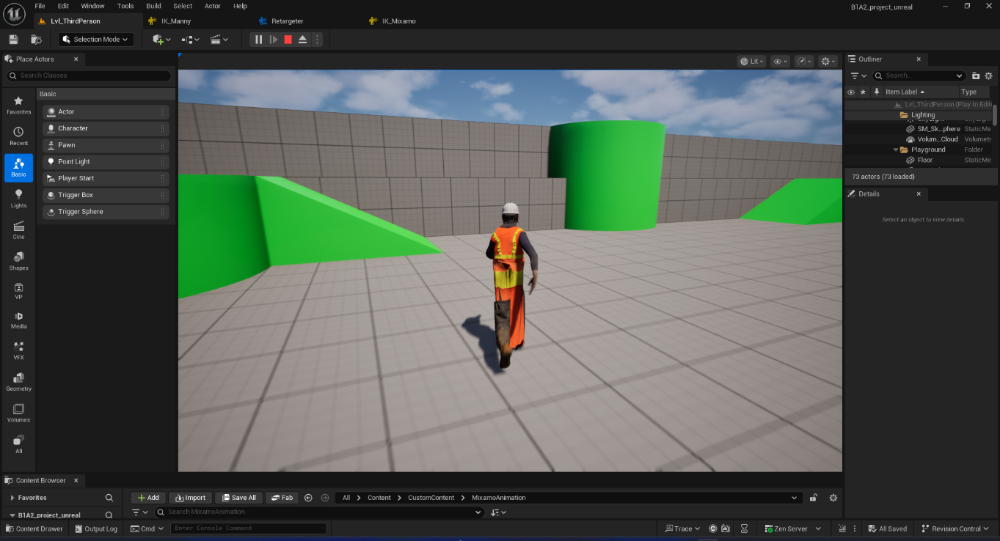 File Edit Window Tools Build Select Actor Help
B1A2_project_unreal
Lvl_ThirdPerson IK_Manny Retargeter IK_Mixamo
Selection Mode
Place Actors
Search Classes
Favorites
Recent
Basic
Lights
Cine
Shapes
VP
Media
VFX
Geometry
Volumes
All
Basic
Actor
Character
Pawn
Point Light
Player Start
Trigger Box
Trigger Sphere
Lit
Outliner
Search...
Item Label Type
Lvl_ThirdPerson (Play In Edit
Lighting
SM_Sk...phere StaticMe
Volum...Cloud Volumetr
Playground Folder
Floor StaticMe
73 actors (73 loaded)
Details
Select an object to view details.
Content Browser
Favorites
B1A2_project_unreal
Add Import Save All Fab All Content CustomContent MixamoAnimation
Search MixamoAnimation
Content Drawer Output Log Cmd Enter Console Command Trace Zen Server All Saved Revision Control